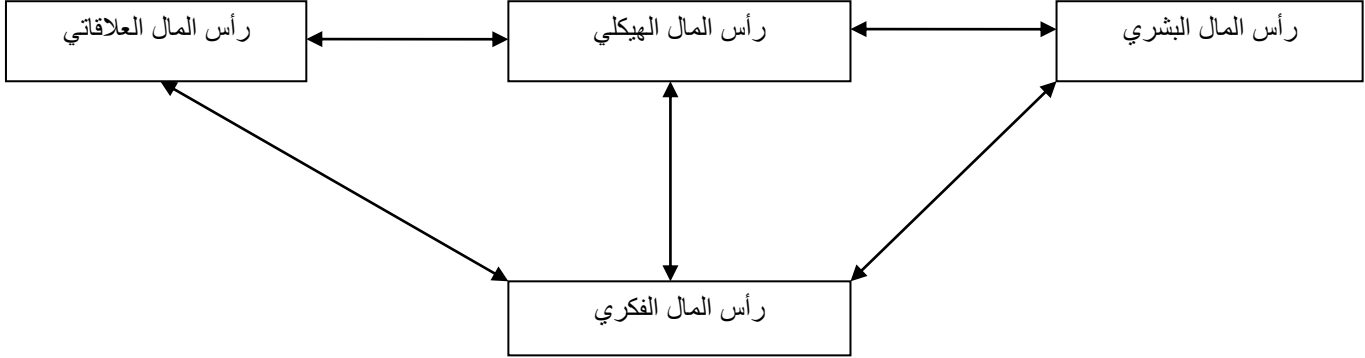 رأس المال البشري
رأس المال الهيكلي
رأس المال العلاقاتي
رأس المال الفكري